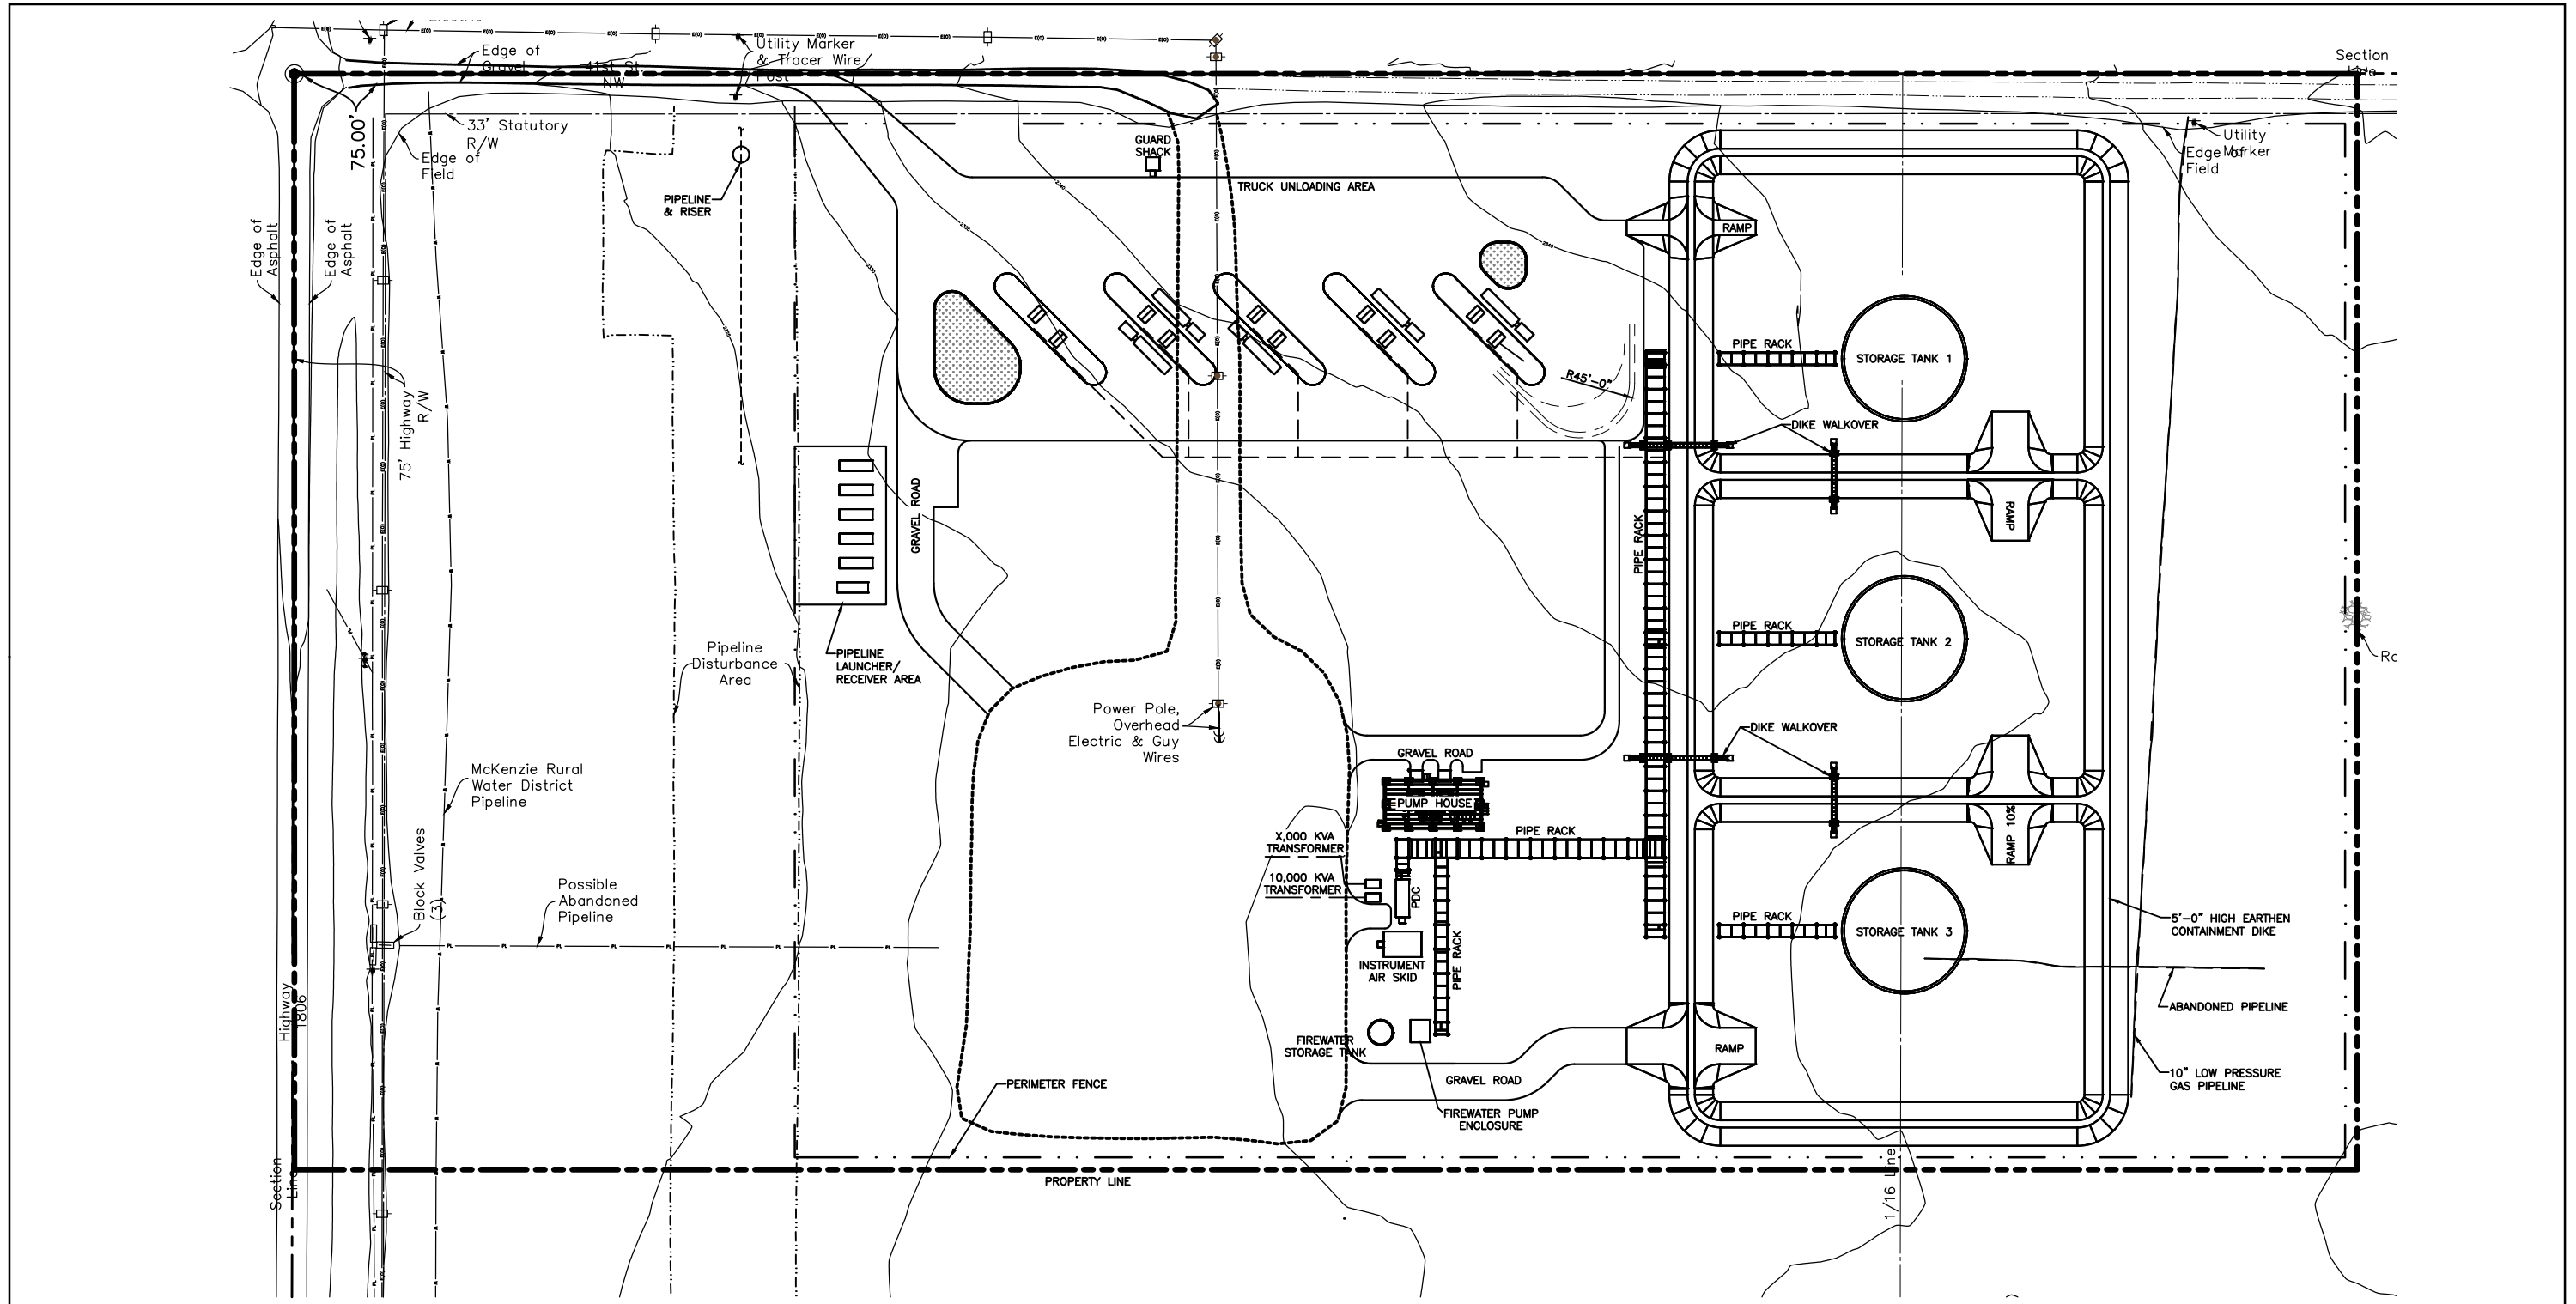 Edge of
Gravel
41st St.
NW
Utility Marker
& Tracer Wire/
Post
Section
Line
75.00'
33' Statutory
R/W
Edge of
Field
GUARD
SHACK
TRUCK UNLOADING AREA
Utility
Marker
Edge of
Field
PIPELINE
& RISER
Edge of
Asphalt
Edge of
Asphalt
RAMP
PIPE RACK
STORAGE TANK 1
R45'-0"
75' Highway
R/W
DIKE WALKOVER
GRAVEL ROAD
PIPE RACK
RAMP
PIPE RACK
STORAGE TANK 2
Pipeline
Disturbance
Area
PIPELINE
LAUNCHER/
RECEIVER AREA
Power Pole,
Overhead
Electric & Guy
Wires
DIKE WALKOVER
GRAVEL ROAD
McKenzie Rural
Water District
Pipeline
PUMP HOUSE
X,000 KVA
TRANSFORMER
PIPE RACK
RAMP 10%
10,000 KVA
TRANSFORMER
PDC
Block Valves
(3)
Possible
Abandoned
Pipeline
PIPE RACK
STORAGE TANK 3
5'-0" HIGH EARTHEN
CONTAINMENT DIKE
INSTRUMENT
AIR SKID
PIPE RACK
ABANDONED PIPELINE
Highway
1806
FIREWATER
STORAGE TANK
RAMP
PERIMETER FENCE
GRAVEL ROAD
10" LOW PRESSURE
GAS PIPELINE
FIREWATER PUMP
ENCLOSURE
Section
Line
PROPERTY LINE
1/16 Line